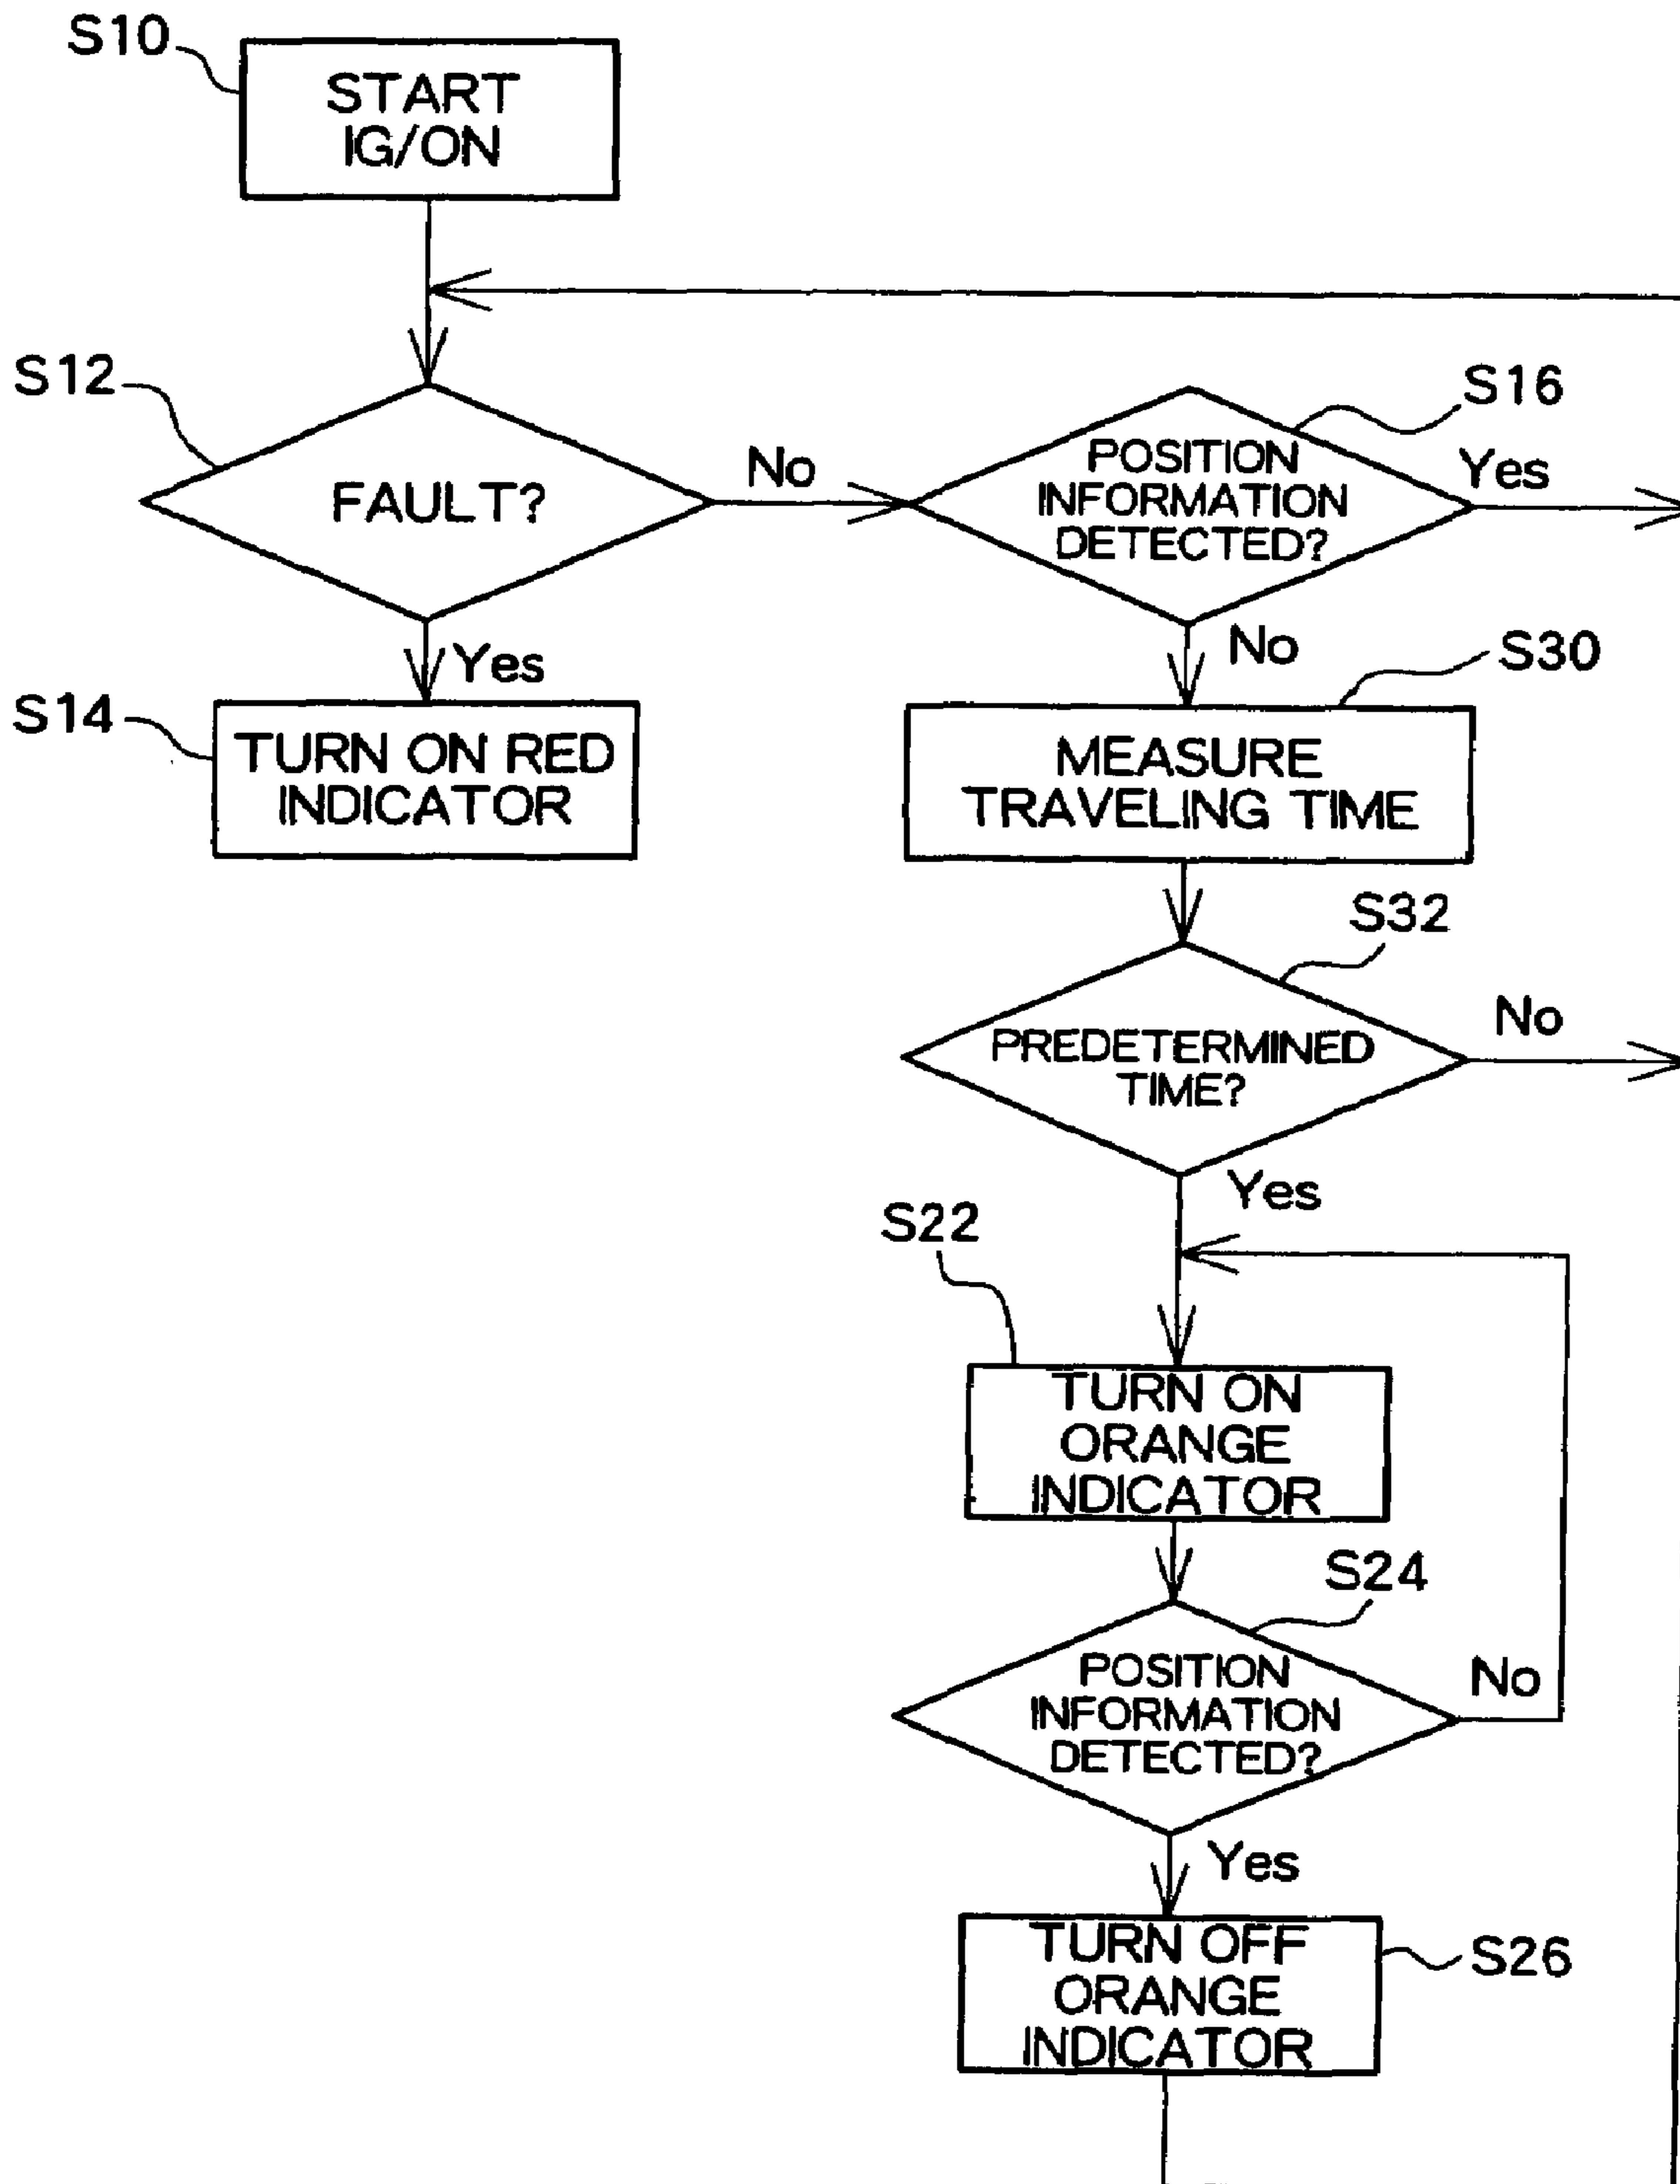 S10
START
IG/ON
S12
FAULT?
No
Yes
S14
TURN ON RED
INDICATOR
S16
POSITION
INFORMATION
DETECTED?
Yes
No
S30
MEASURE
TRAVELING TIME
S32
PREDETERMINED
TIME?
No
Yes
S22
TURN ON
ORANGE
INDICATOR
S24
POSITION
INFORMATION
DETECTED?
No
Yes
TURN OFF
ORANGE
INDICATOR
S26